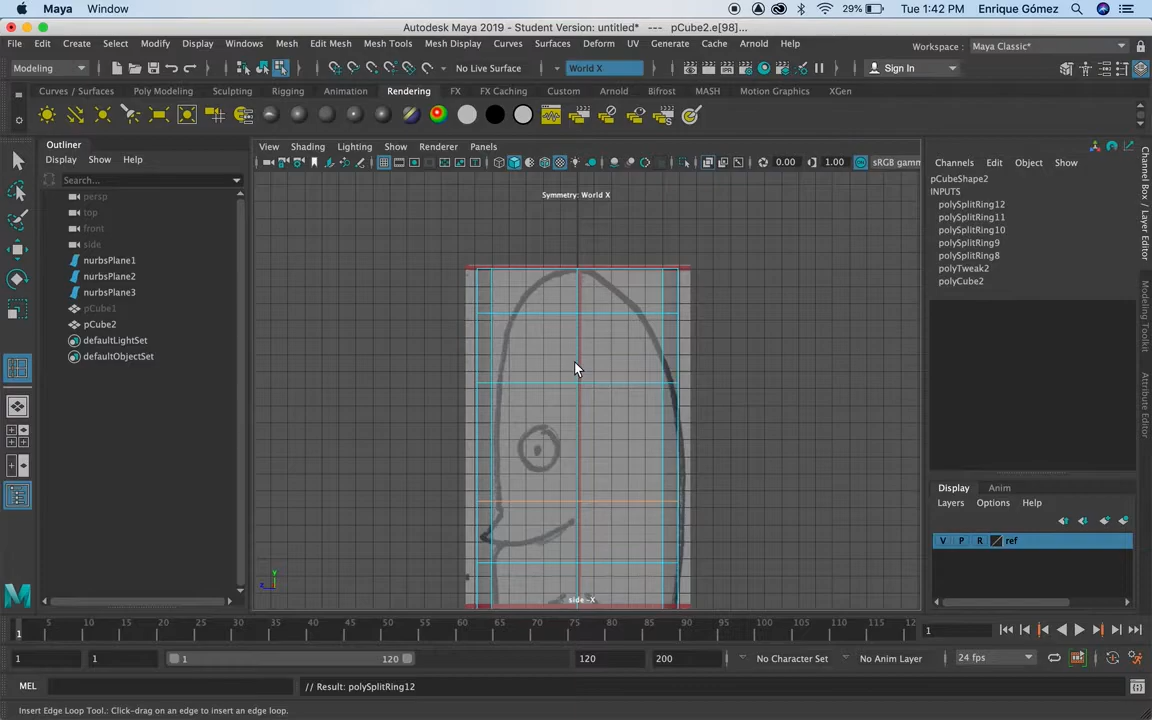 Maya Window 29% Tue 1:42 PM Enrique Gómez
Autodesk Maya 2019 - Student Version: untitled* --- pCube2.e[98]...
File Edit Create Select Modify Display Windows Mesh Edit Mesh Mesh Tools Mesh Display Curves Surfaces Deform UV Generate Cache Arnold Help Workspace : Maya Classic*
Modeling No Live Surface World X Sign In
Curves / Surfaces Poly Modeling Sculpting Rigging Animation Rendering FX FX Caching Custom Arnold Bifrost MASH Motion Graphics XGen
Outliner
Display Show Help
Search...
persp
top
front
side
nurbsPlane1
nurbsPlane2
nurbsPlane3
pCube1
pCube2
defaultLightSet
defaultObjectSet
View Shading Lighting Show Renderer Panels
0.00 1.00 sRGB gamm
Symmetry: World X
side -X
y
z
Channels Edit Object Show
pCubeShape2
INPUTS
polySplitRing12
polySplitRing11
polySplitRing10
polySplitRing9
polySplitRing8
polyTweak2
polyCube2
Display Anim
Layers Options Help
V P R ref
Channel Box / Layer Editor
Modeling Toolkit
Attribute Editor
5 10 15 20 25 30 35 40 45 50 55 60 65 70 75 80 85 90 95 100 105 110 115 12
1 1
1 1 1 120 120 200 No Character Set No Anim Layer 24 fps
MEL // Result: polySplitRing12
Insert Edge Loop Tool.: Click-drag on an edge to insert an edge loop.